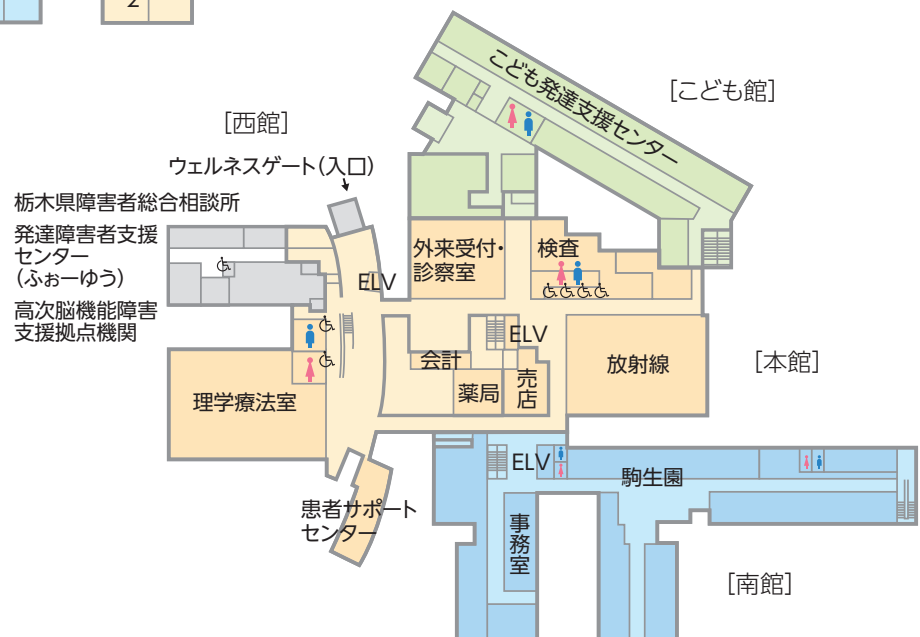 2
こども発達支援センター
[こども館]
[西館]
ウェルネスゲート(入口)
栃木県障害者総合相談所
発達障害者支援
センター
(ふぉーゆう)
高次脳機能障害
支援拠点機関
ELV
外来受付・
診察室
検査
ELV
会計
薬局
売店
放射線
[本館]
理学療法室
患者サポート
センター
ELV
駒生園
事務室
[南館]